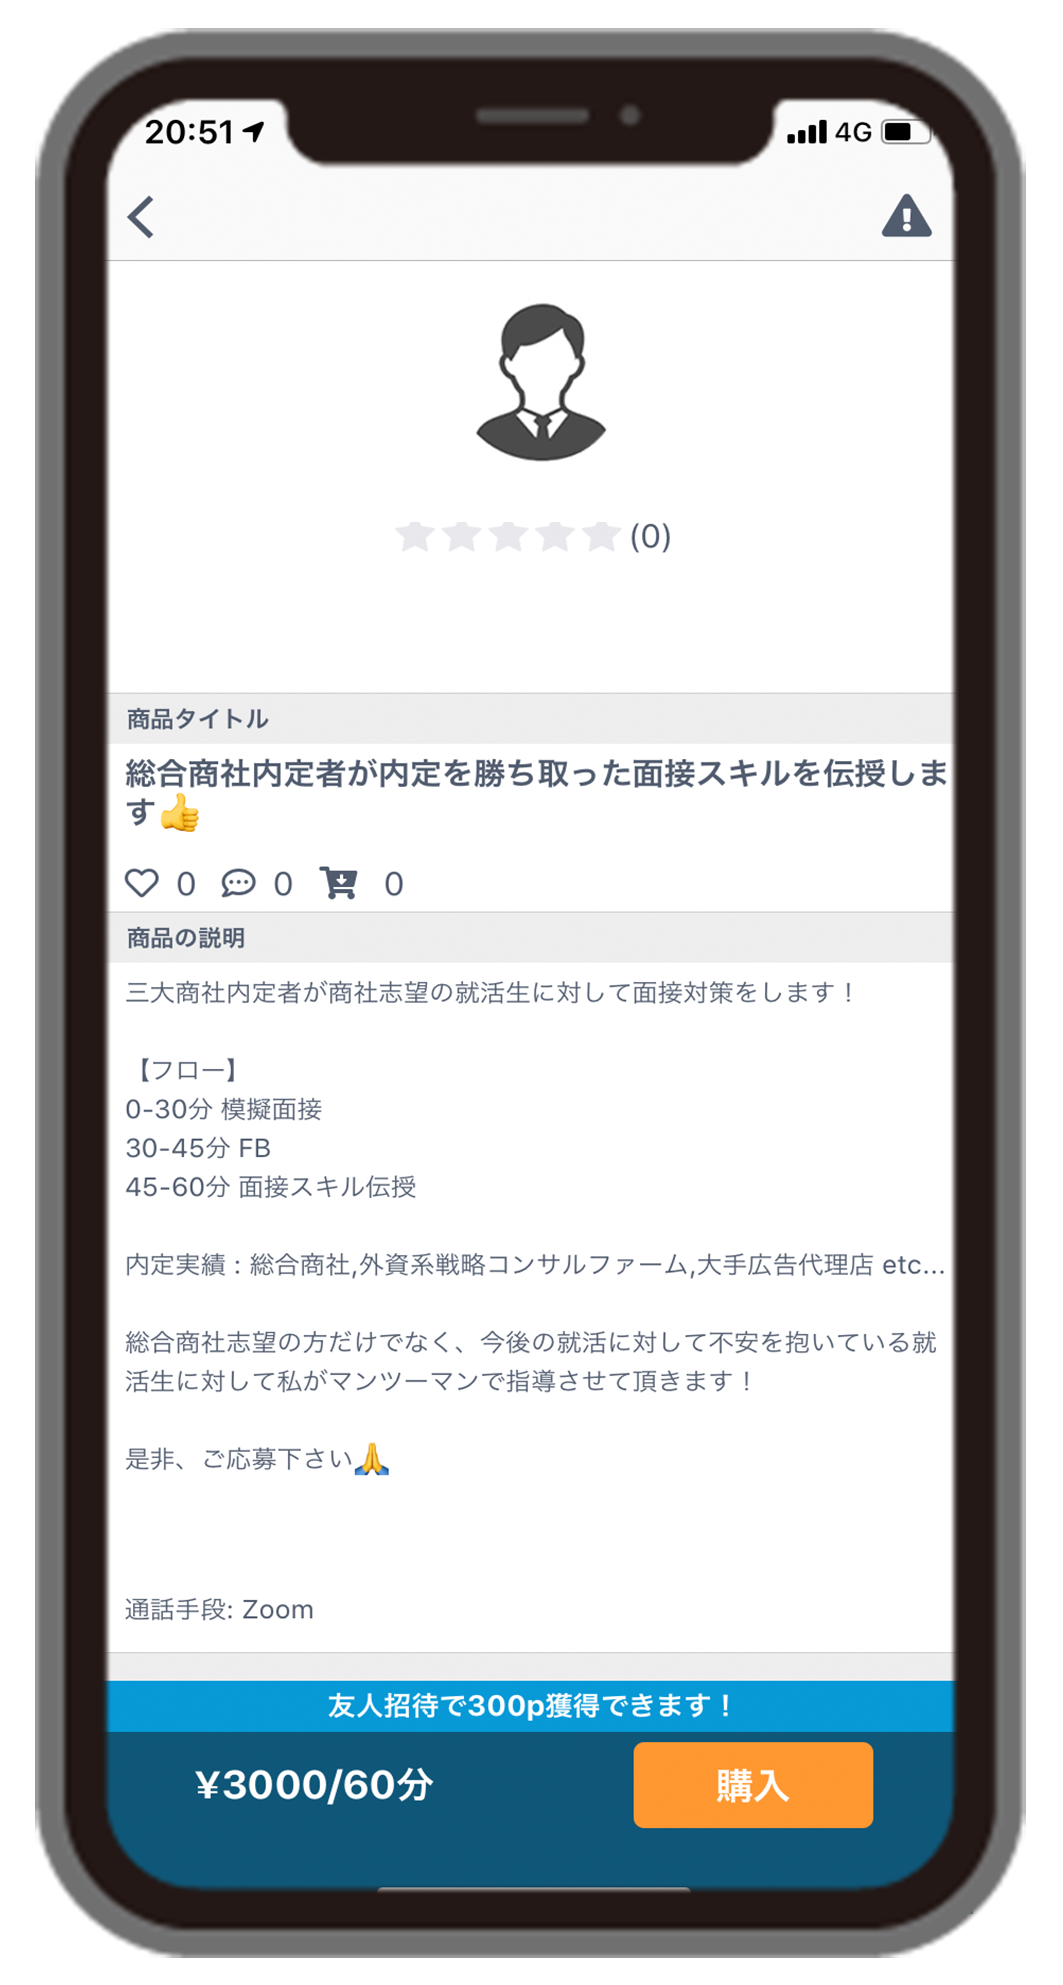 20:51 4G
(0)
商品タイトル
総合商社内定者が内定を勝ち取った面接スキルを伝授しま
す👍
0 0 0
商品の説明
三大商社内定者が商社志望の就活生に対して面接対策をします！
【フロー】
0-30分 模擬面接
30-45分 FB
45-60分 面接スキル伝授
内定実績 : 総合商社,外資系戦略コンサルファーム,大手広告代理店 etc...
総合商社志望の方だけでなく、今後の就活に対して不安を抱いている就
活生に対して私がマンツーマンで指導させて頂きます！
是非、ご応募下さい🙏
通話手段: Zoom
友人招待で300p獲得できます！
¥3000/60分 購入